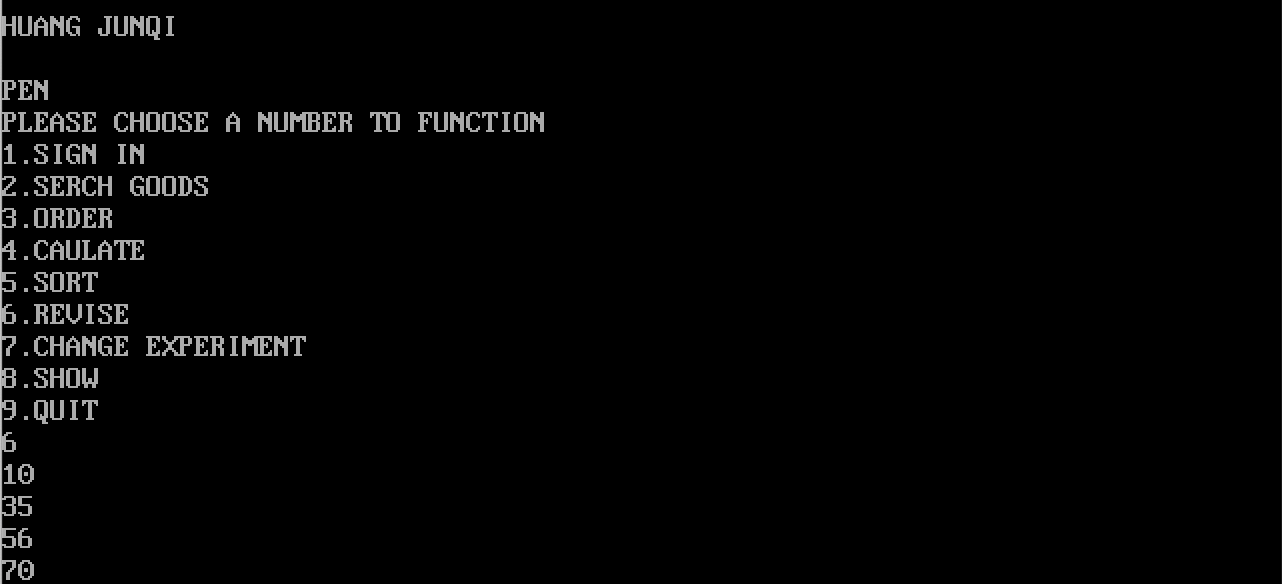 HUANG JUNQI
PEN
PLEASE CHOOSE A NUMBER TO FUNCTION
1.SIGN IN
2.SERCH GOODS
3.ORDER
4.CAULATE
5.SORT
6.REVISE
7.CHANGE EXPERIMENT
8.SHOW
9.QUIT
6
10
35
56
70